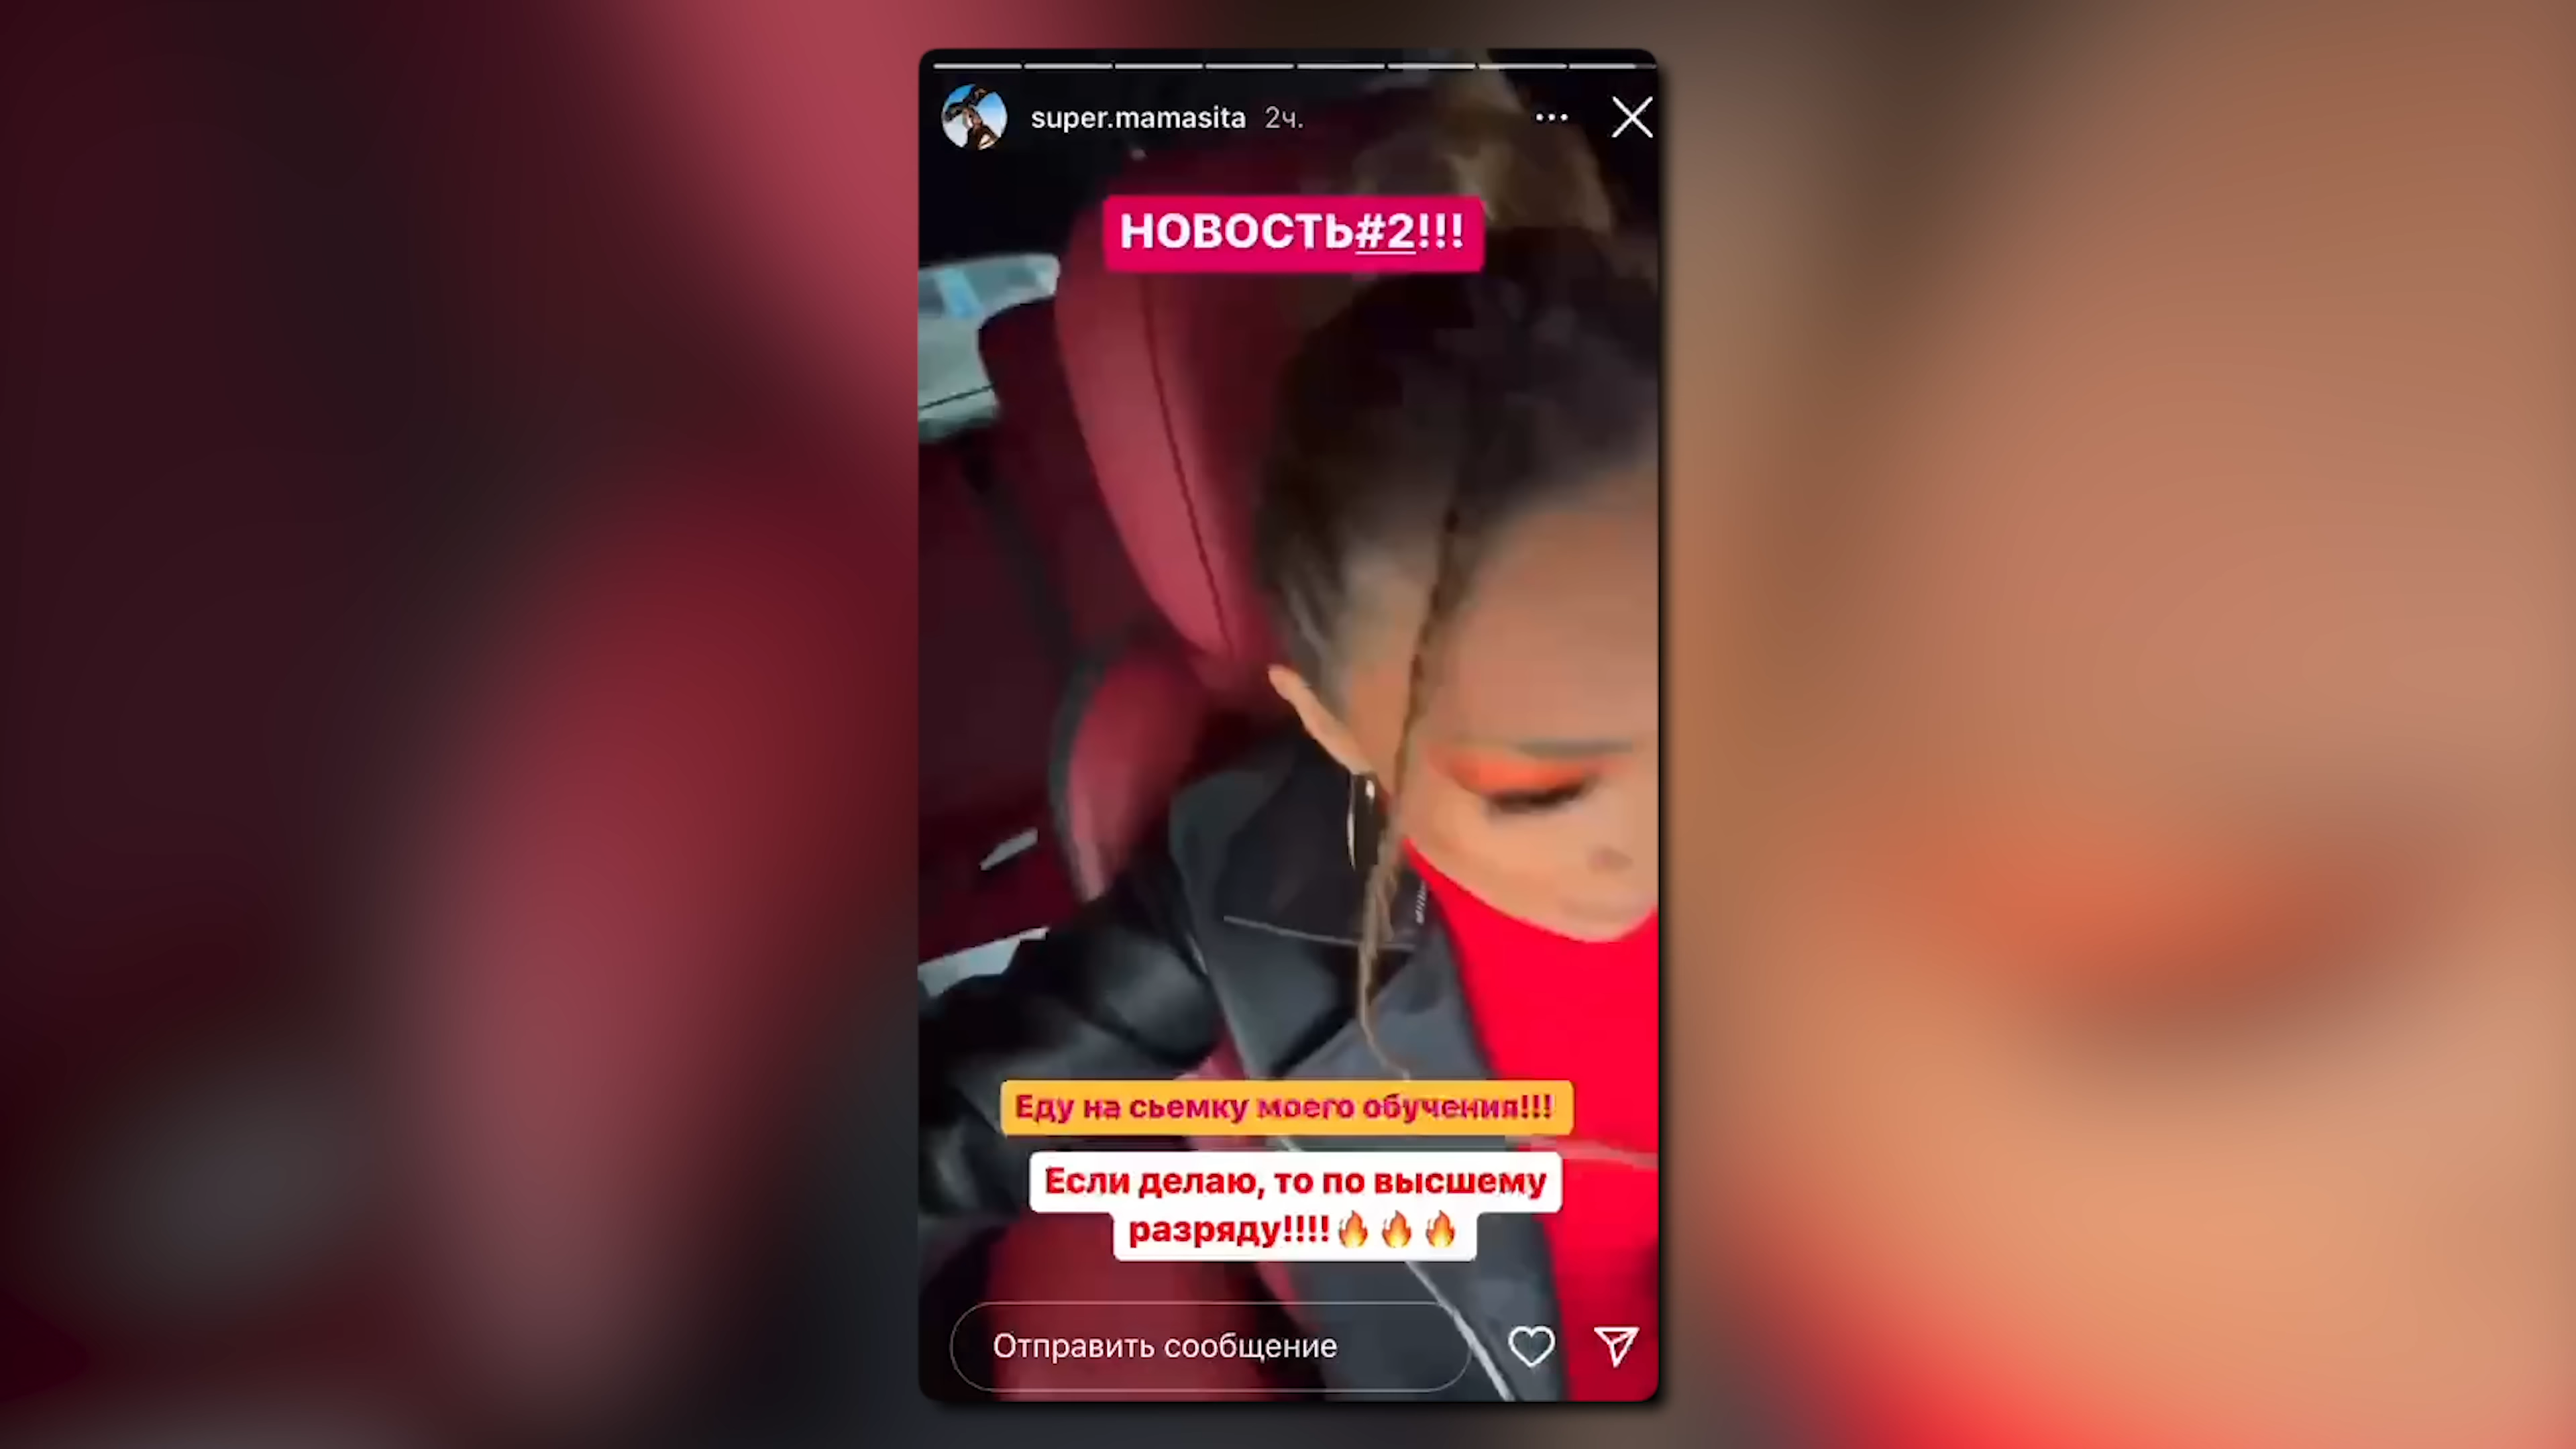 super.mamasita 2ч.
НОВОСТЬ#2!!!
Еду на сьемку моего обучения!!!
Если делаю, то по высшему
разряду!!!!🔥🔥🔥
Отправить сообщение